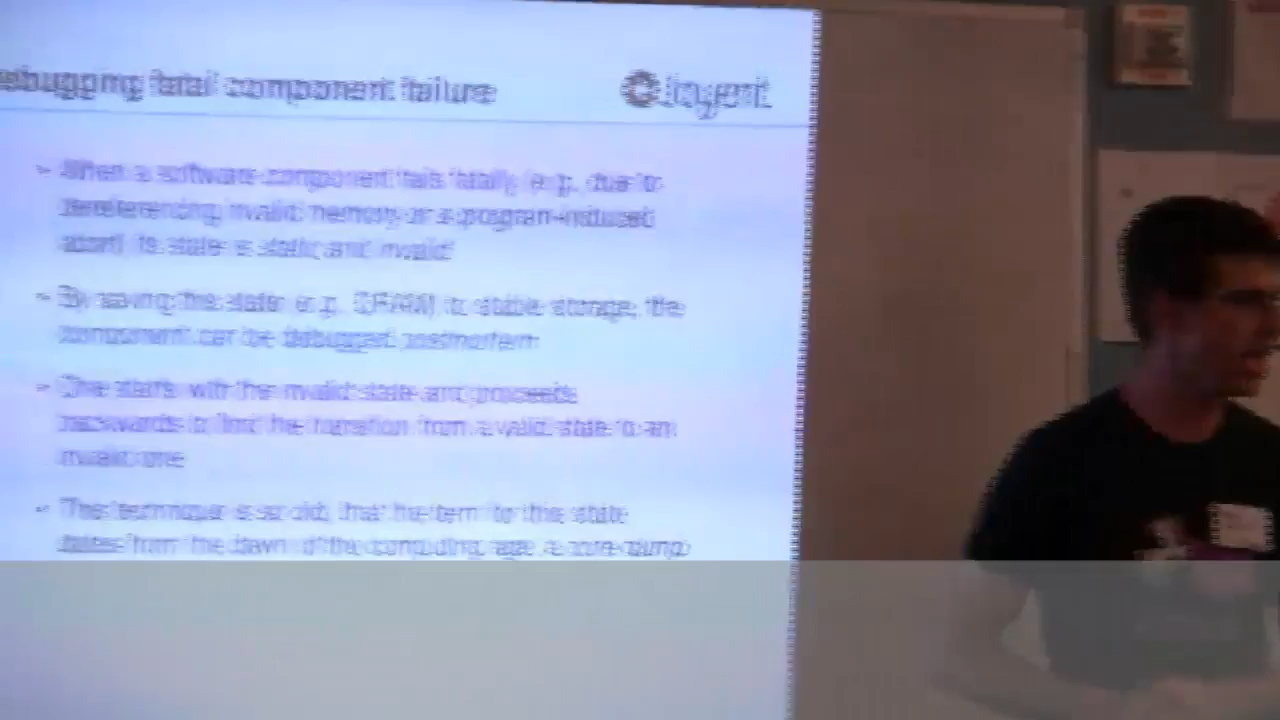 ebugging fatal component failure
Joyent
When a software component fails fatally (e.g., due to
dereferencing invalid memory or a program-induced
abort) its state is static and invalid
By saving this state (e.g. DRAM) to stable storage, the
component can be debugged postmortem
One starts with the invalid state and proceeds
backwards to find the transition from a valid state to an
invalid one
This technique is so old, that the term for this state
dates from the dawn of the computing age: a core dump